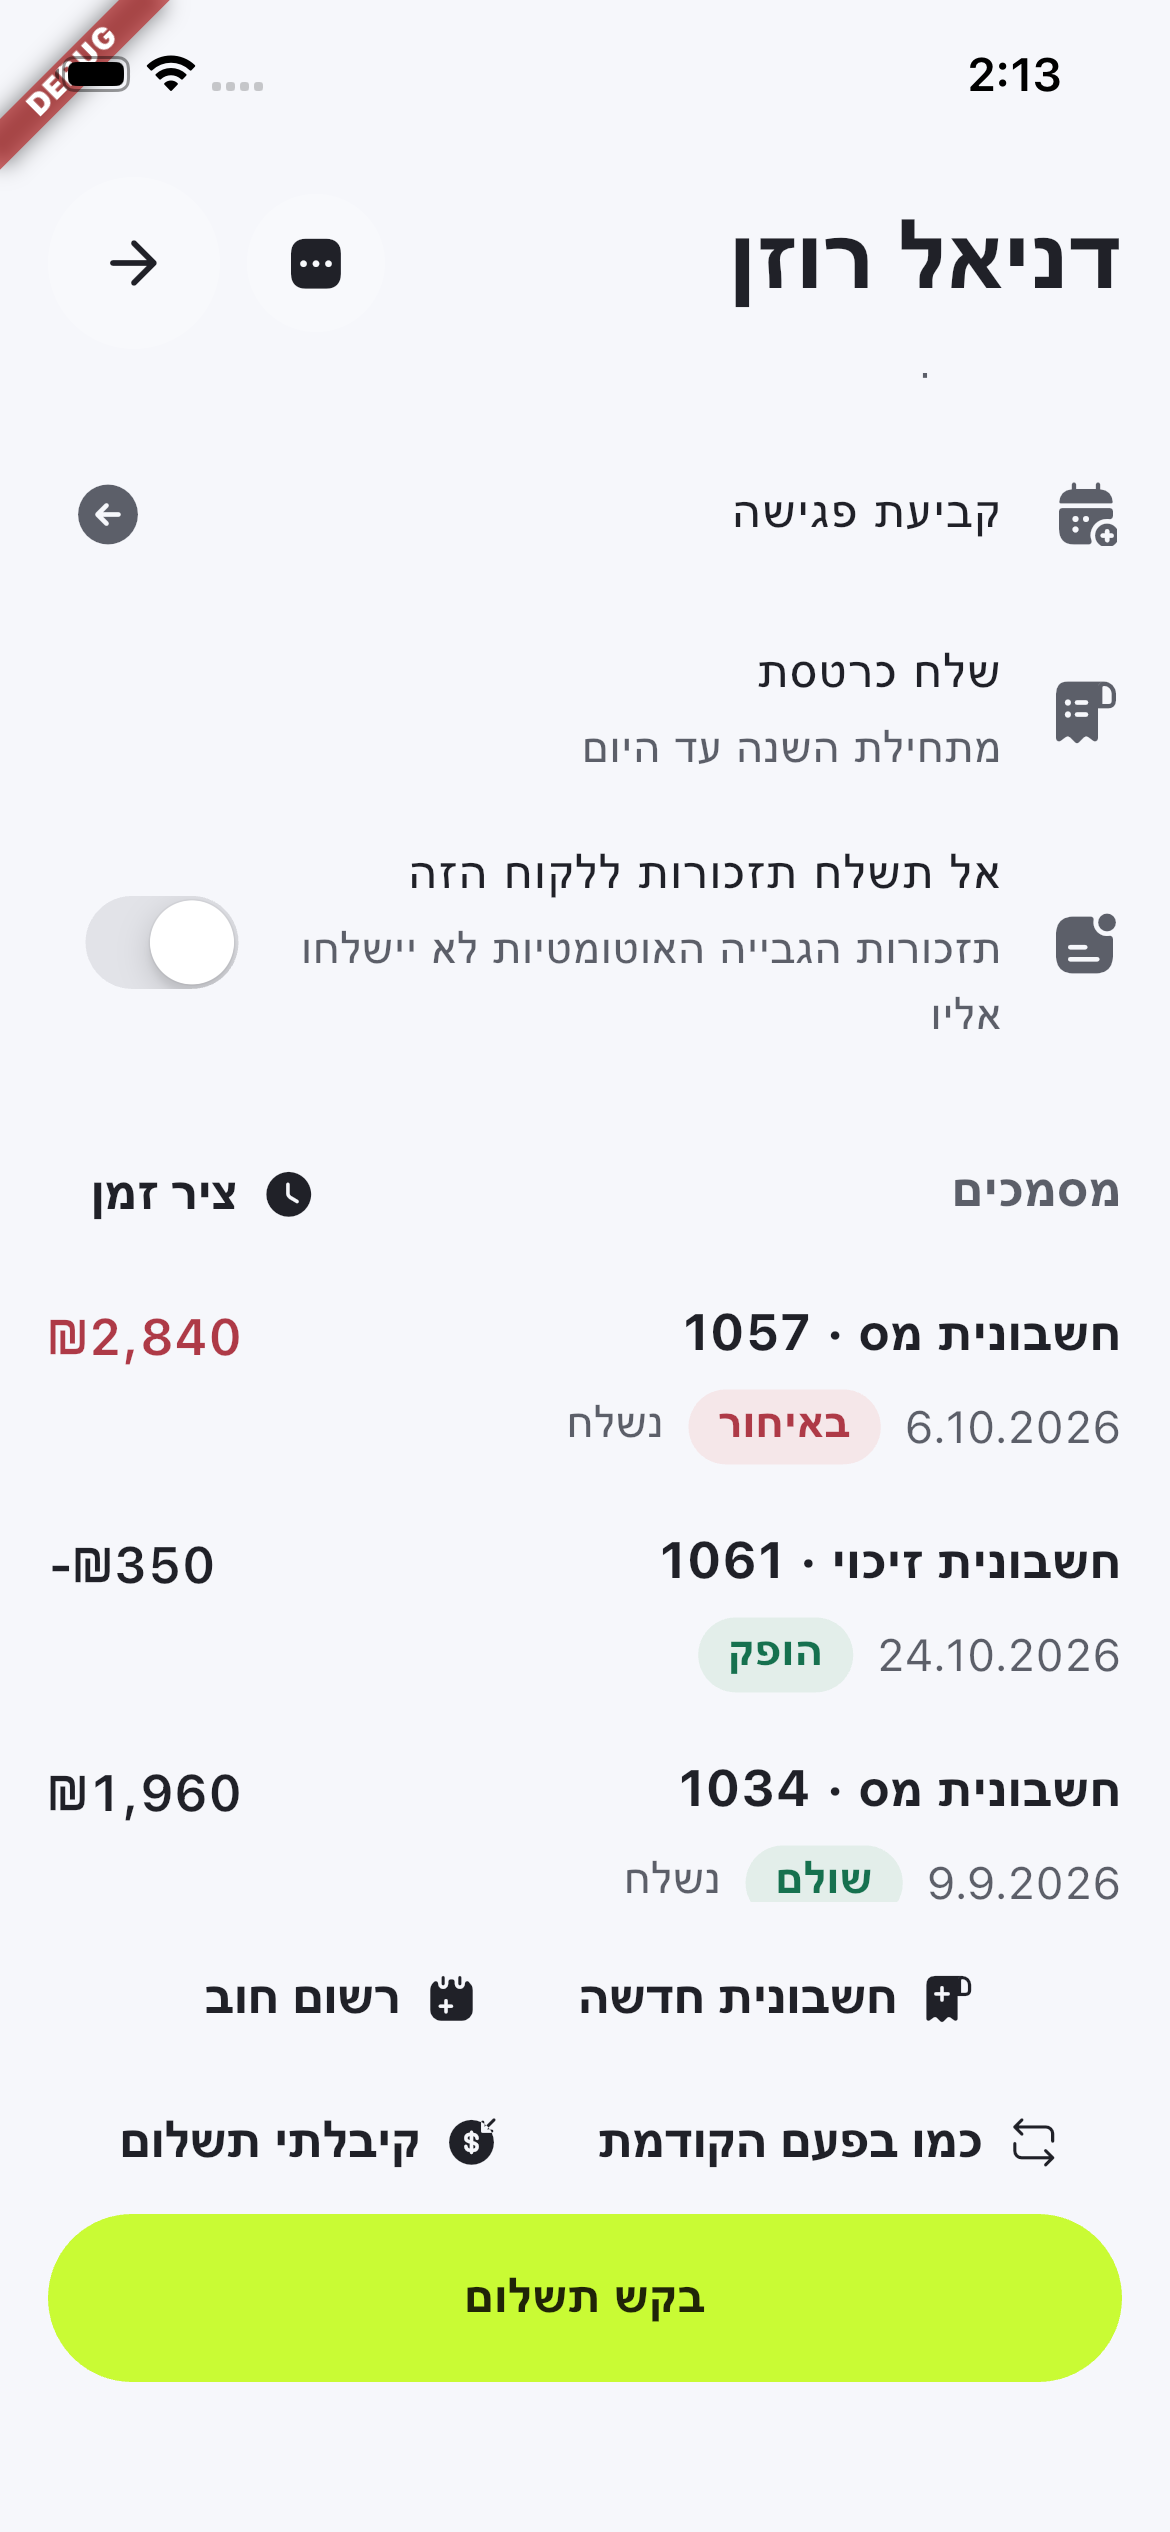 DEBUG
2:13
דניאל רוזן
קביעת פגישה
שלח כרטסת
מתחילת השנה עד היום
אל תשלח תזכורות ללקוח הזה
תזכורות הגבייה האוטומטיות לא יישלחו
אליו
מסמכים
ציר זמן
חשבונית מס · 1057
₪2,840
6.10.2026 באיחור נשלח
חשבונית זיכוי · 1061
-₪350
24.10.2026 הופק
חשבונית מס · 1034
₪1,960
9.9.2026 שולם נשלח
חשבונית חדשה
רשום חוב
כמו בפעם הקודמת
קיבלתי תשלום
בקש תשלום